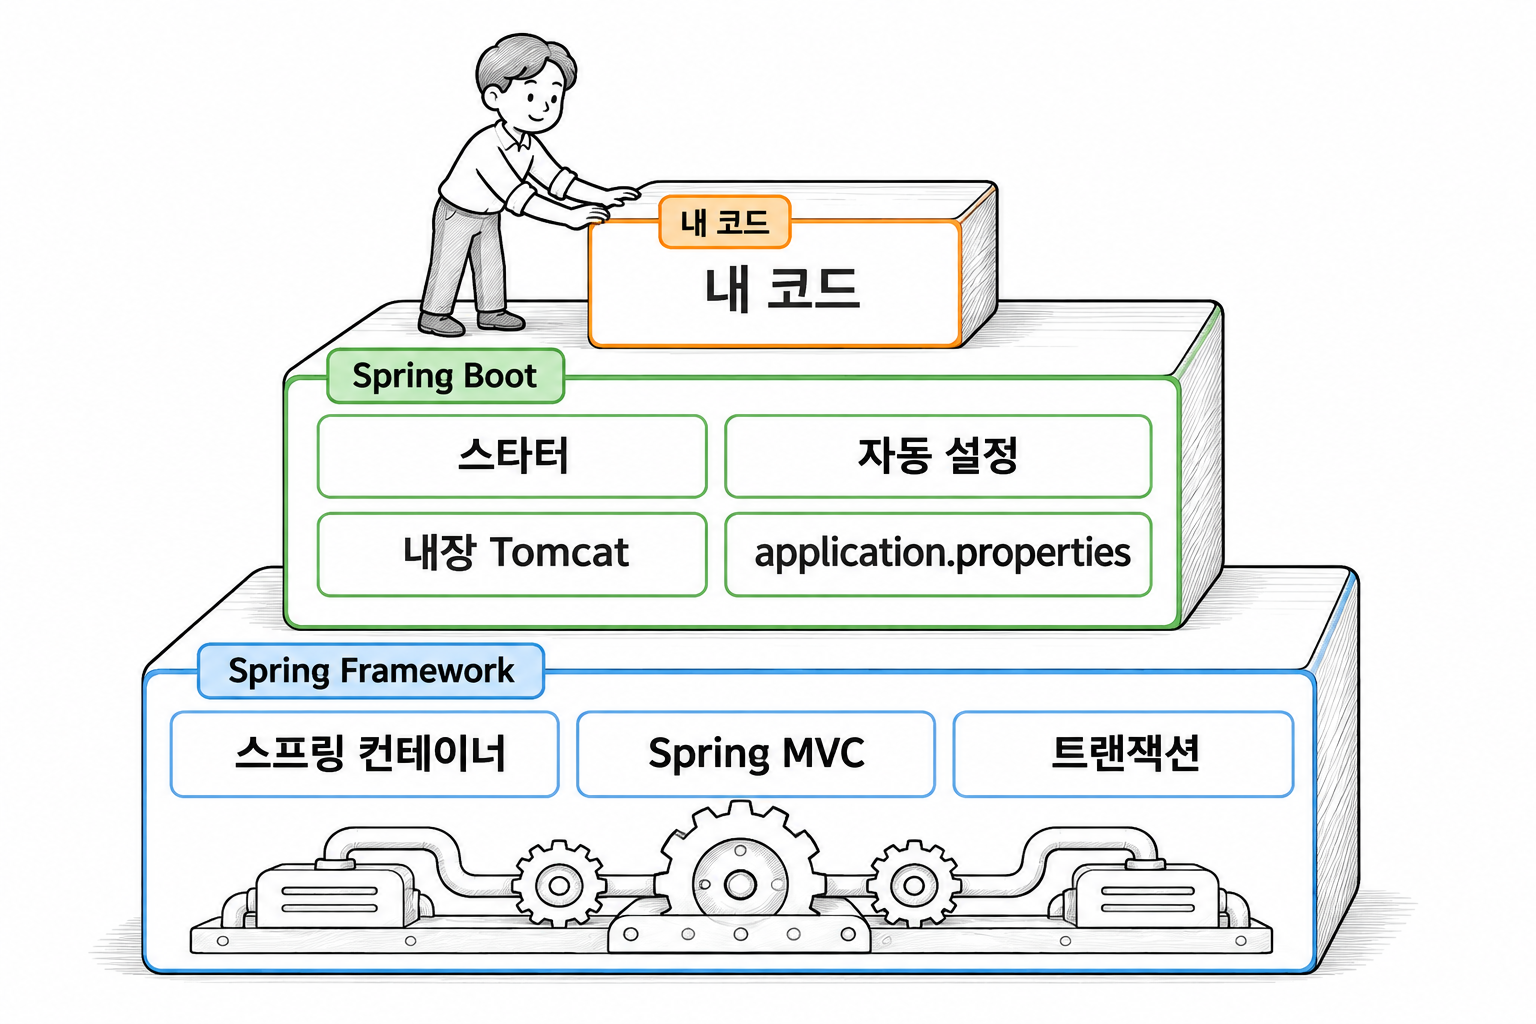 내 코드
내 코드
Spring Boot
스타터
자동 설정
내장 Tomcat
application.properties
Spring Framework
스프링 컨테이너
Spring MVC
트랜잭션